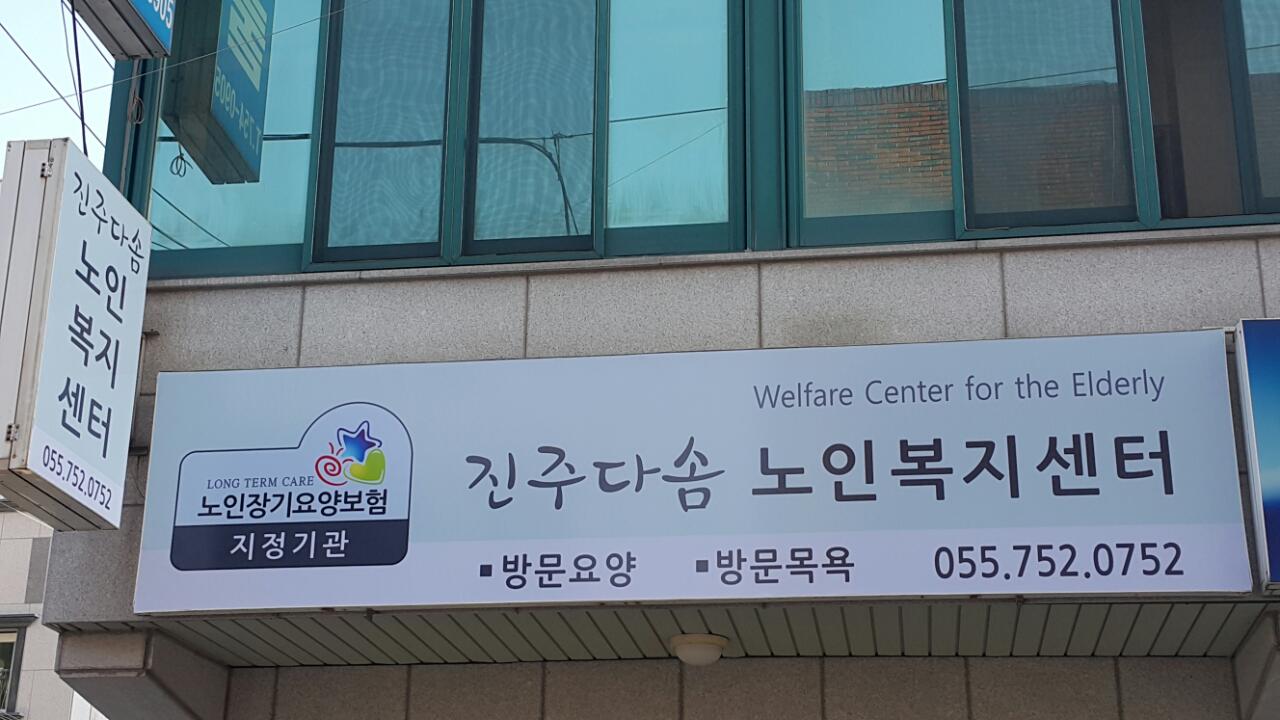 진주다솜
노인
복지
센터
055.752.0752
Welfare Center for the Elderly
진주다솜 노인복지센터
LONG TERM CARE
노인장기요양보험
지정기관
▪방문요양 ▪방문목욕 055.752.0752